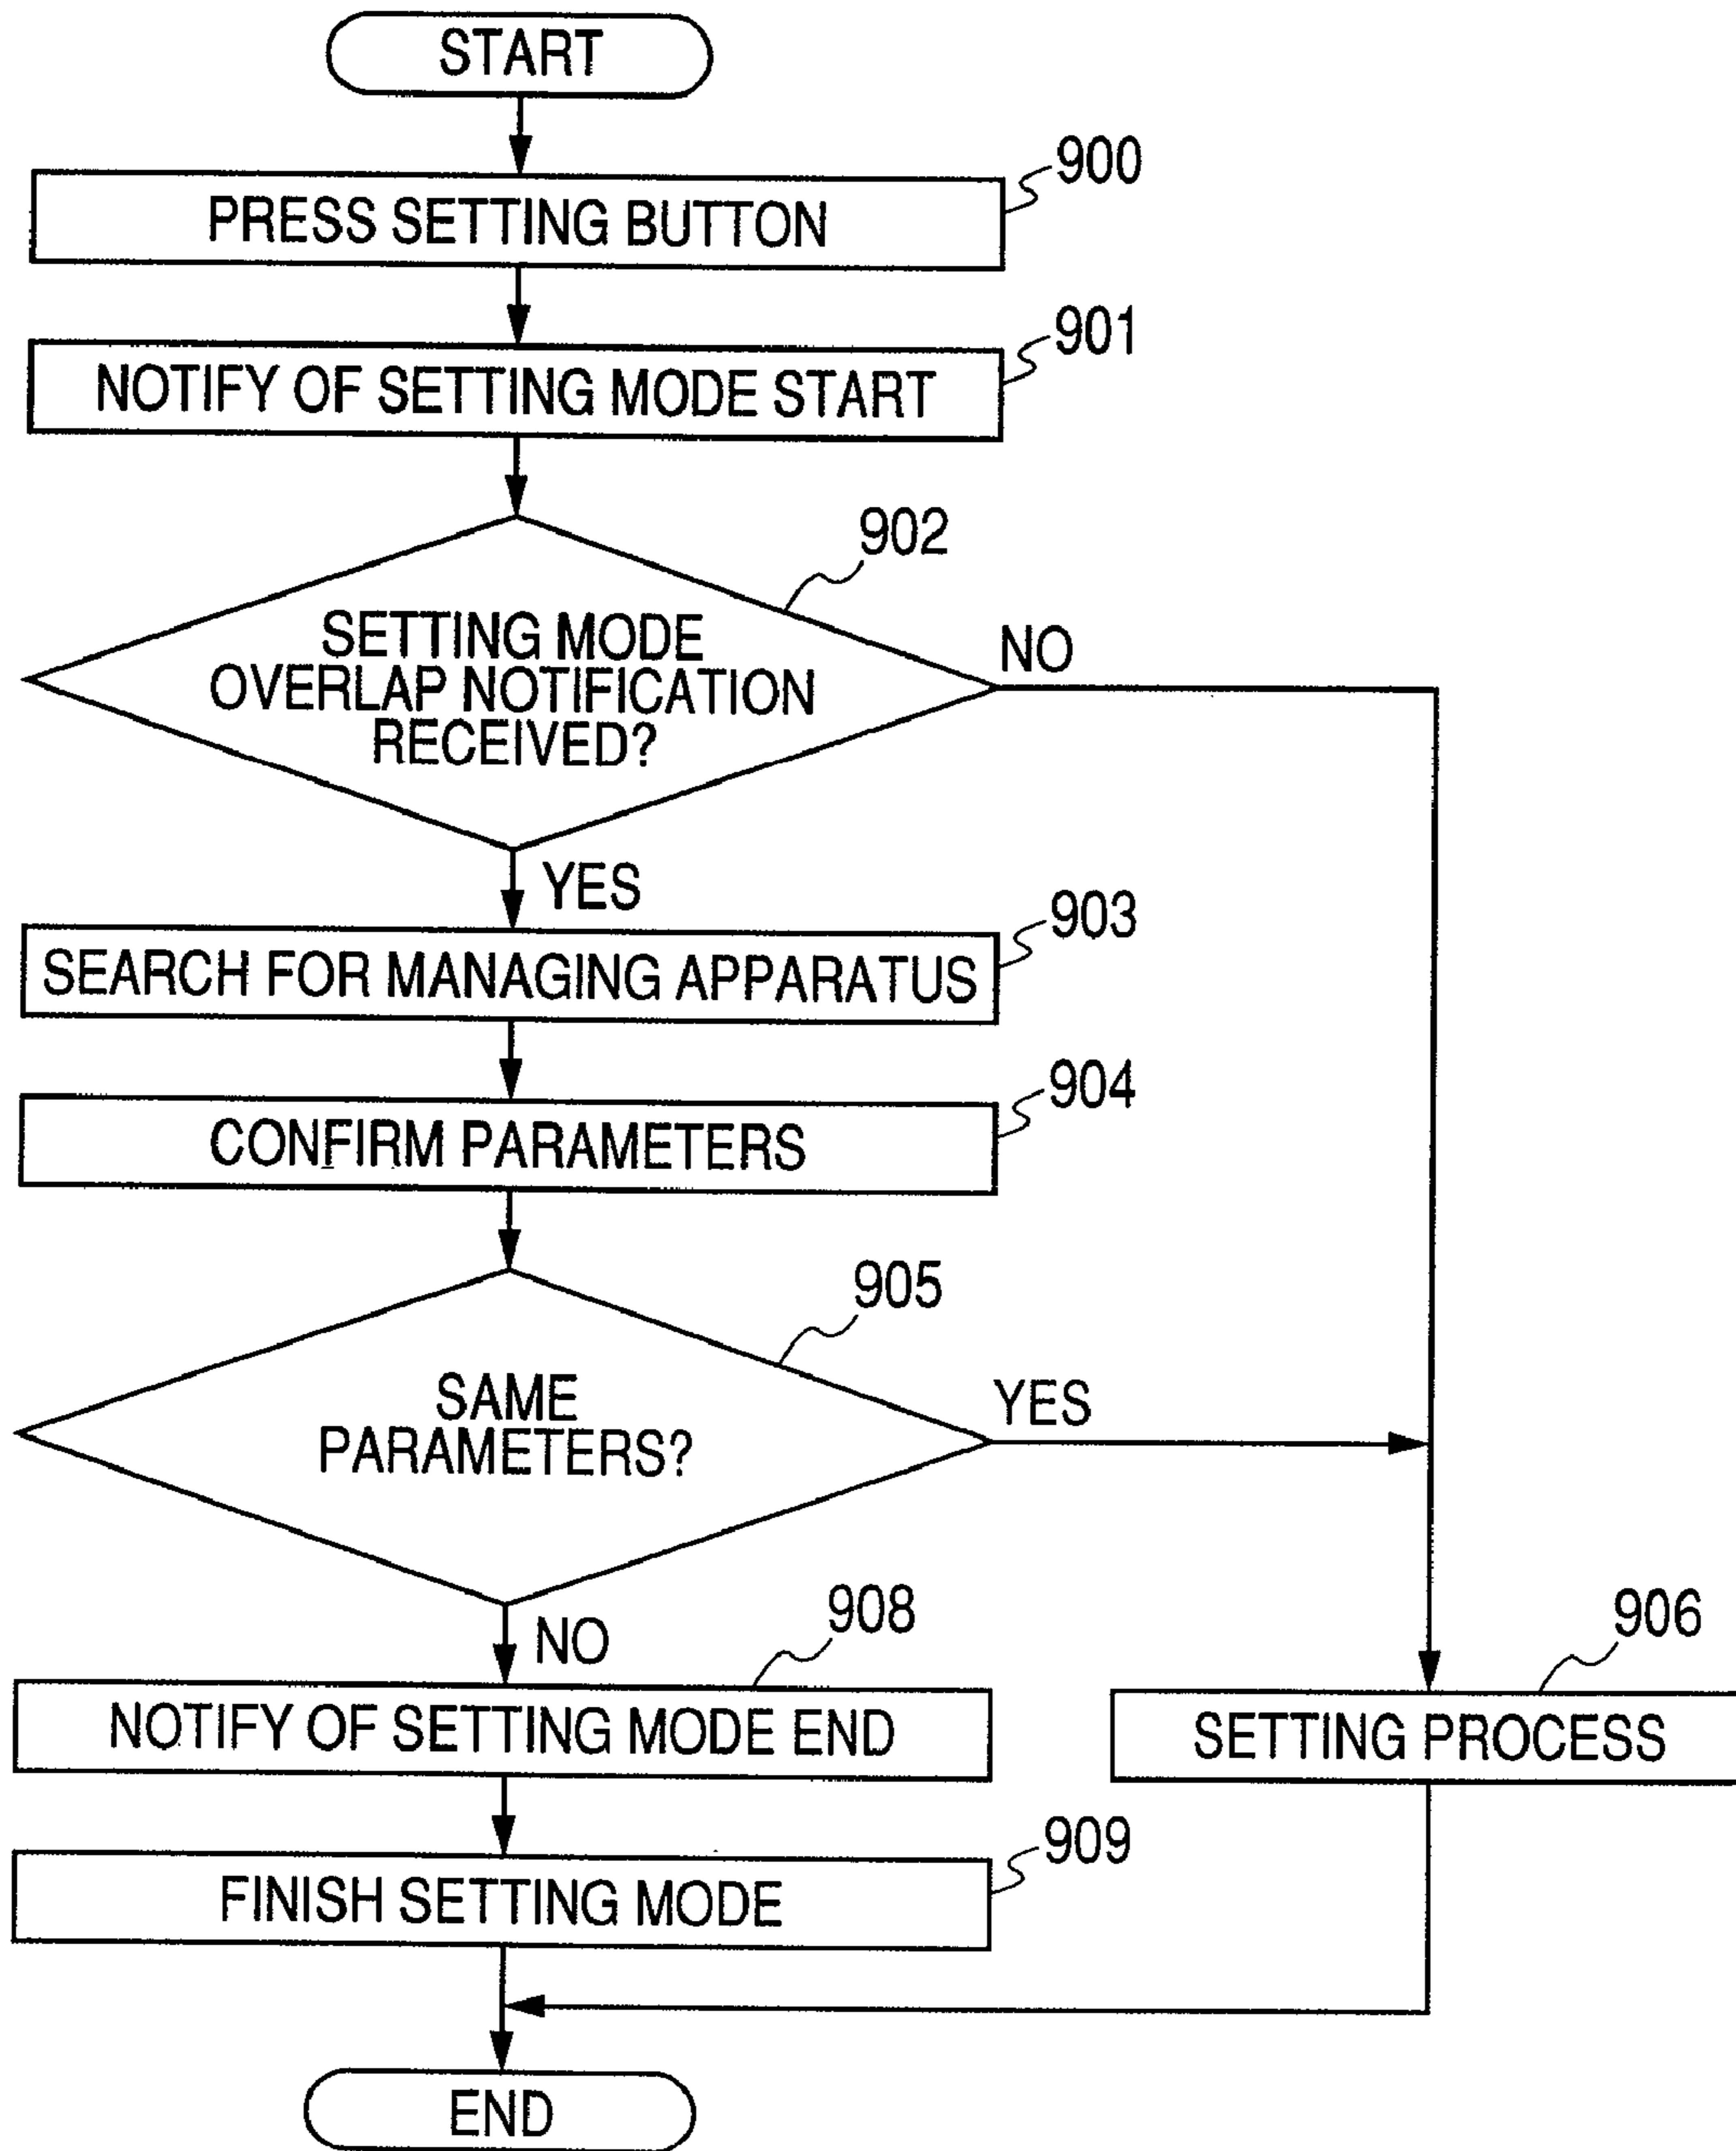 START
900
PRESS SETTING BUTTON
901
NOTIFY OF SETTING MODE START
902
SETTING MODE
OVERLAP NOTIFICATION
RECEIVED?
NO
YES
903
SEARCH FOR MANAGING APPARATUS
904
CONFIRM PARAMETERS
905
SAME
PARAMETERS?
YES
NO
908
NOTIFY OF SETTING MODE END
906
SETTING PROCESS
909
FINISH SETTING MODE
END